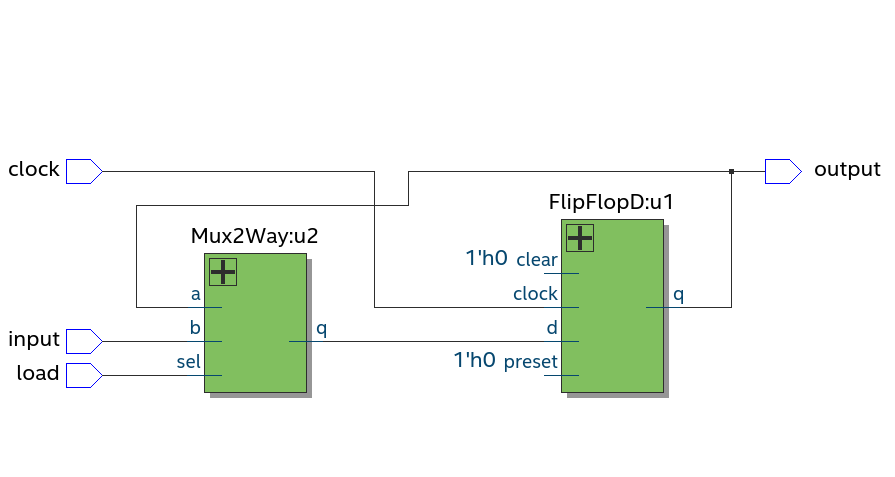 clock
output
FlipFlopD:u1
Mux2Way:u2
1'h0 clear
a
clock
q
input
b
q
d
load
sel
1'h0 preset